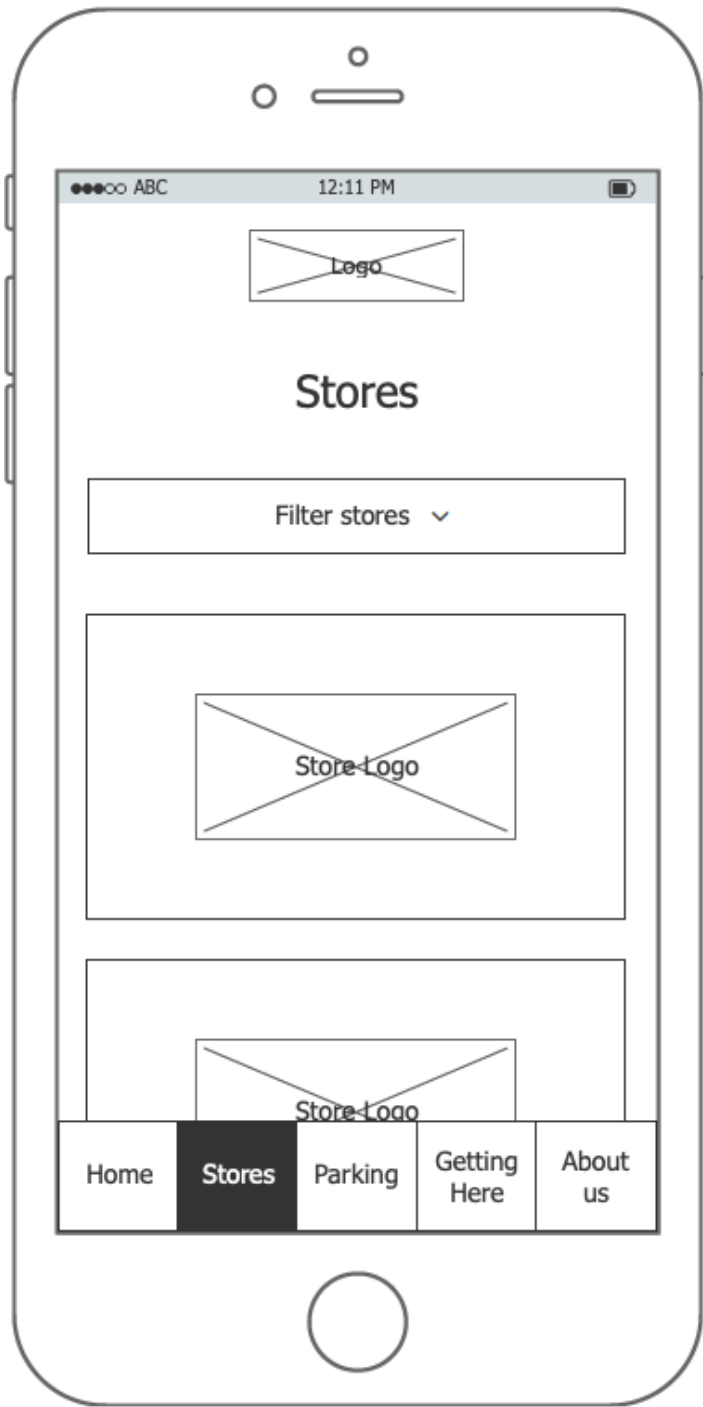 ABC
12:11 PM
Logo
Stores
Filter stores
Store Logo
Store Logo
Home
Stores
Parking
Getting
Here
About
us